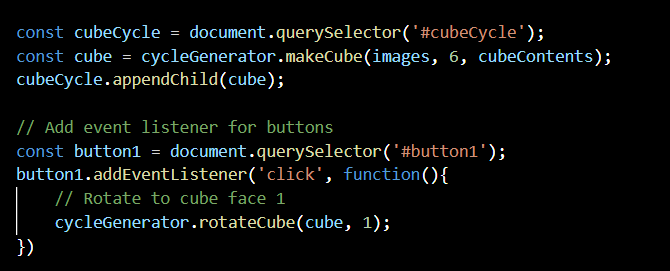 const cubeCycle = document.querySelector('#cubeCycle');
const cube = cycleGenerator.makeCube(images, 6, cubeContents);
cubeCycle.appendChild(cube);
// Add event listener for buttons
const button1 = document.querySelector('#button1');
button1.addEventListener('click', function(){
// Rotate to cube face 1
cycleGenerator.rotateCube(cube, 1);
})